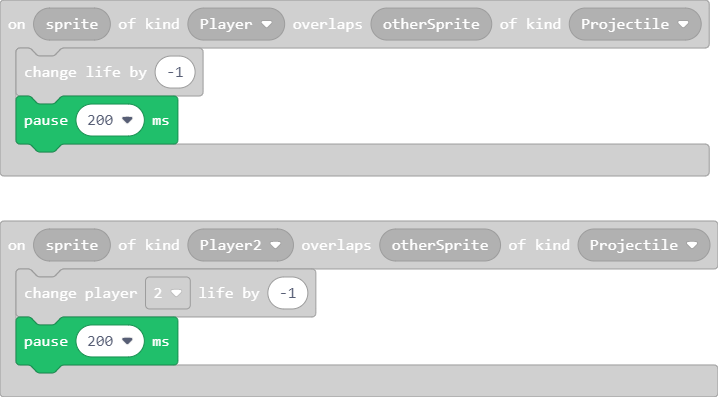 on sprite of kind Player overlaps otherSprite of kind Projectile
change life by -1
pause 200 ms
on sprite of kind Player2 overlaps otherSprite of kind Projectile
change player 2 life by -1
pause 200 ms